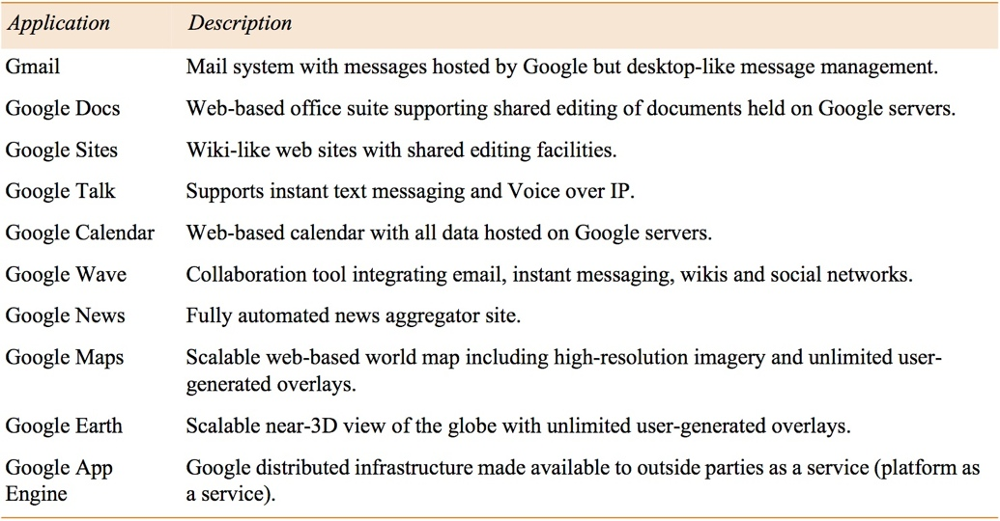 Application Description
Gmail Mail system with messages hosted by Google but desktop-like message management.
Google Docs Web-based office suite supporting shared editing of documents held on Google servers.
Google Sites Wiki-like web sites with shared editing facilities.
Google Talk Supports instant text messaging and Voice over IP.
Google Calendar Web-based calendar with all data hosted on Google servers.
Google Wave Collaboration tool integrating email, instant messaging, wikis and social networks.
Google News Fully automated news aggregator site.
Google Maps Scalable web-based world map including high-resolution imagery and unlimited user-
generated overlays.
Google Earth Scalable near-3D view of the globe with unlimited user-generated overlays.
Google App Google distributed infrastructure made available to outside parties as a service (platform as
Engine a service).